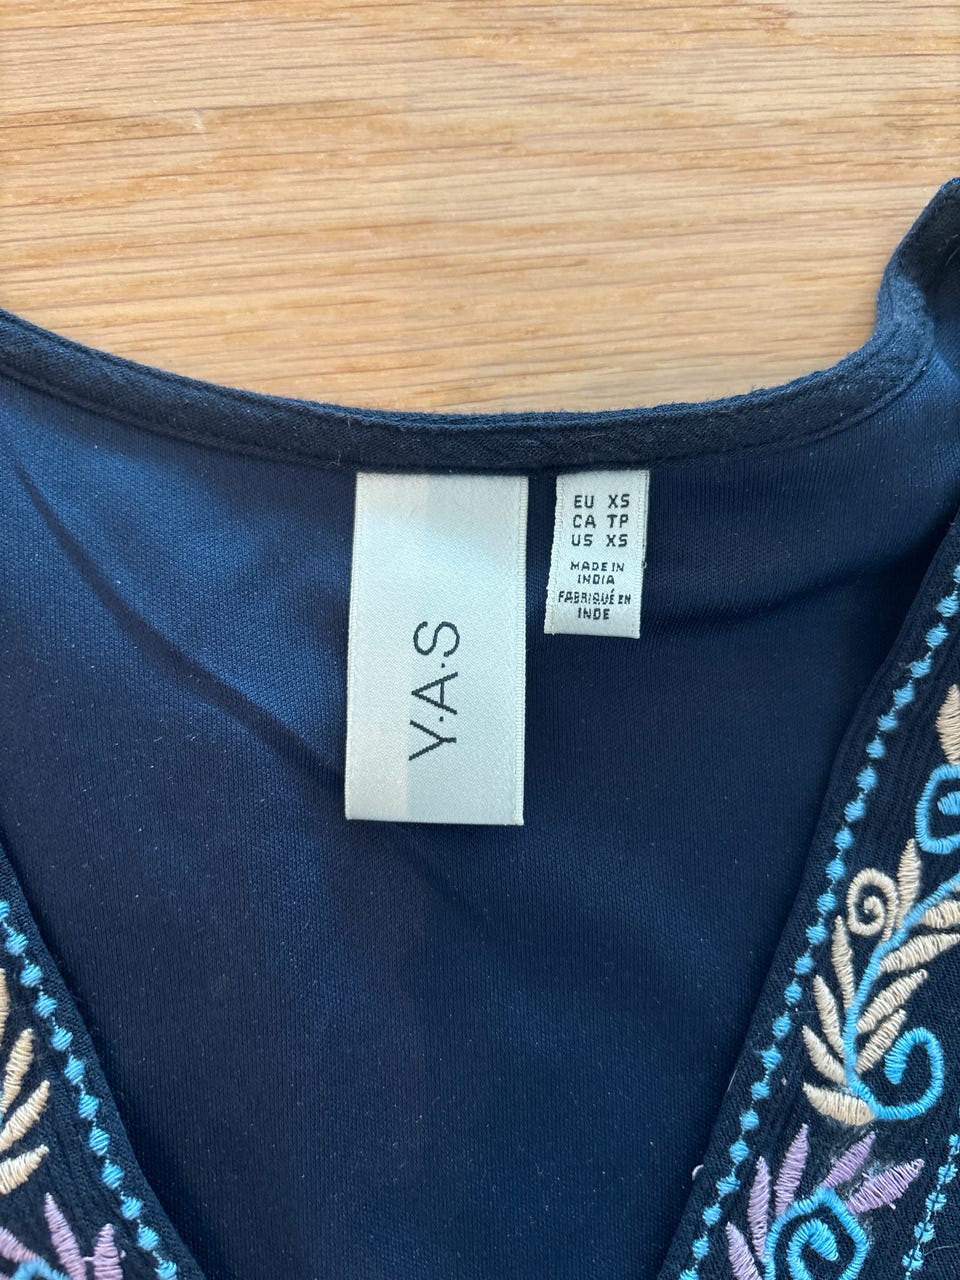 Y.A.S
EU XS
CA TP
US XS
MADE IN
INDIA
FABRIQUÉ EN
INDE